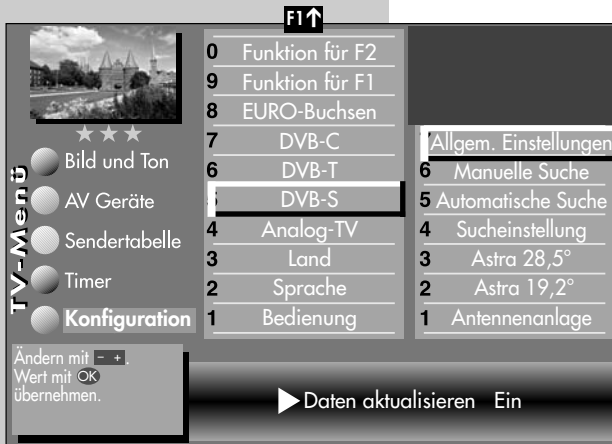 F1↑
TV-Menü
Bild und Ton
AV Geräte
Sendertabelle
Timer
Konfiguration
0 Funktion für F2
9 Funktion für F1
8 EURO-Buchsen
7 DVB-C
6 DVB-T
DVB-S
4 Analog-TV
3 Land
2 Sprache
1 Bedienung
Allgem. Einstellungen
6 Manuelle Suche
5 Automatische Suche
4 Sucheinstellung
3 Astra 28,5°
2 Astra 19,2°
1 Antennenanlage
Ändern mit - +.
Wert mit OK
übernehmen.
Daten aktualisieren Ein